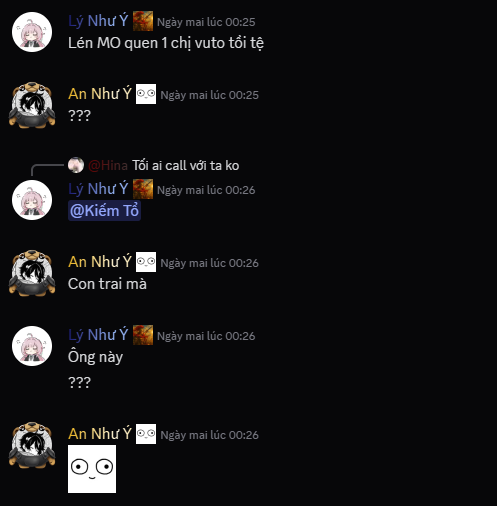 Lý Như Ý Ngày mai lúc 00:25
Lén MO quen 1 chị vuto tồi tệ
An Như Ý Ngày mai lúc 00:25
???
@Hina Tối ai call với ta ko
Lý Như Ý Ngày mai lúc 00:26
@Kiếm Tổ
An Như Ý Ngày mai lúc 00:26
Con trai mà
Lý Như Ý Ngày mai lúc 00:26
Ông này
???
An Như Ý Ngày mai lúc 00:26